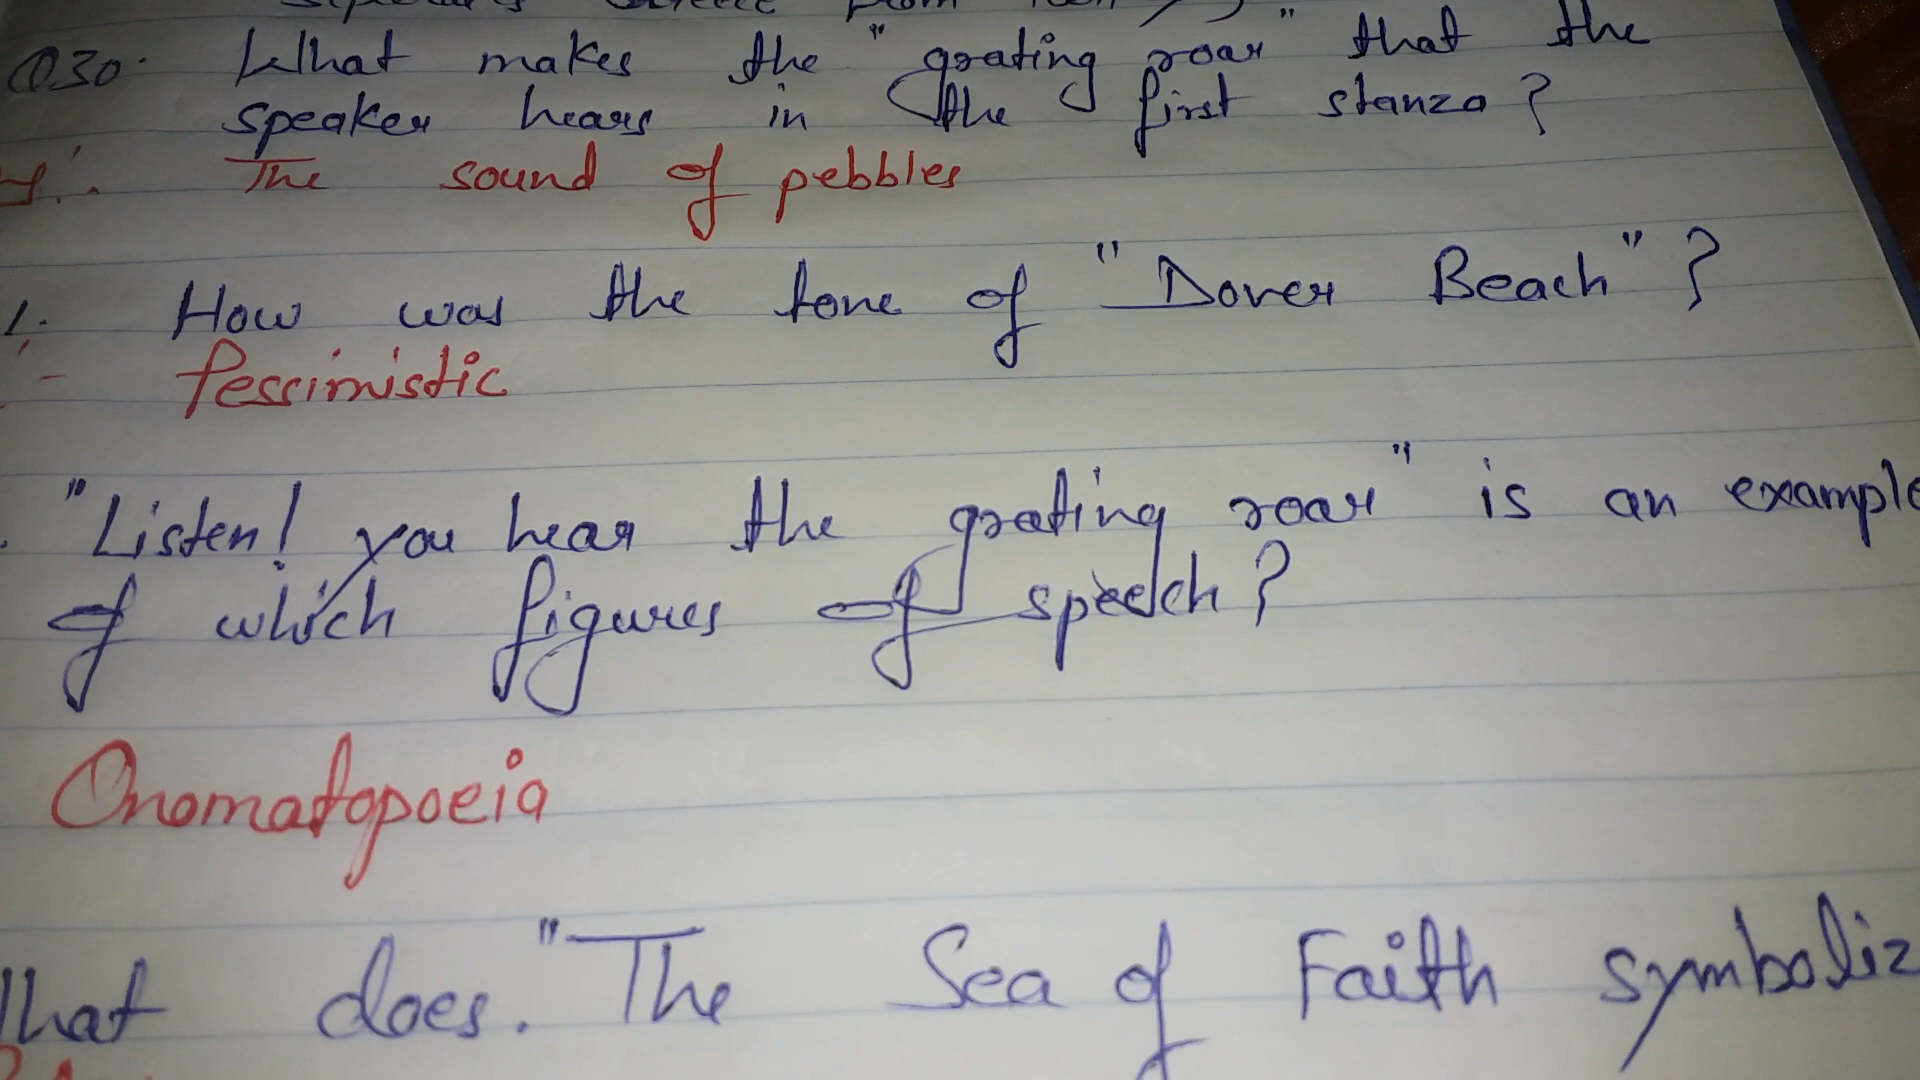 from
Q30. What makes the "grating roar" that the
speaker hears in the first stanza?
The sound of pebbles
1. How was the tone of "Dover Beach"?
Pessimistic
"Listen! you hear the grating roar" is an example
of which figures of speech?
Onomatopoeia
What does. "The Sea of Faith symboliz